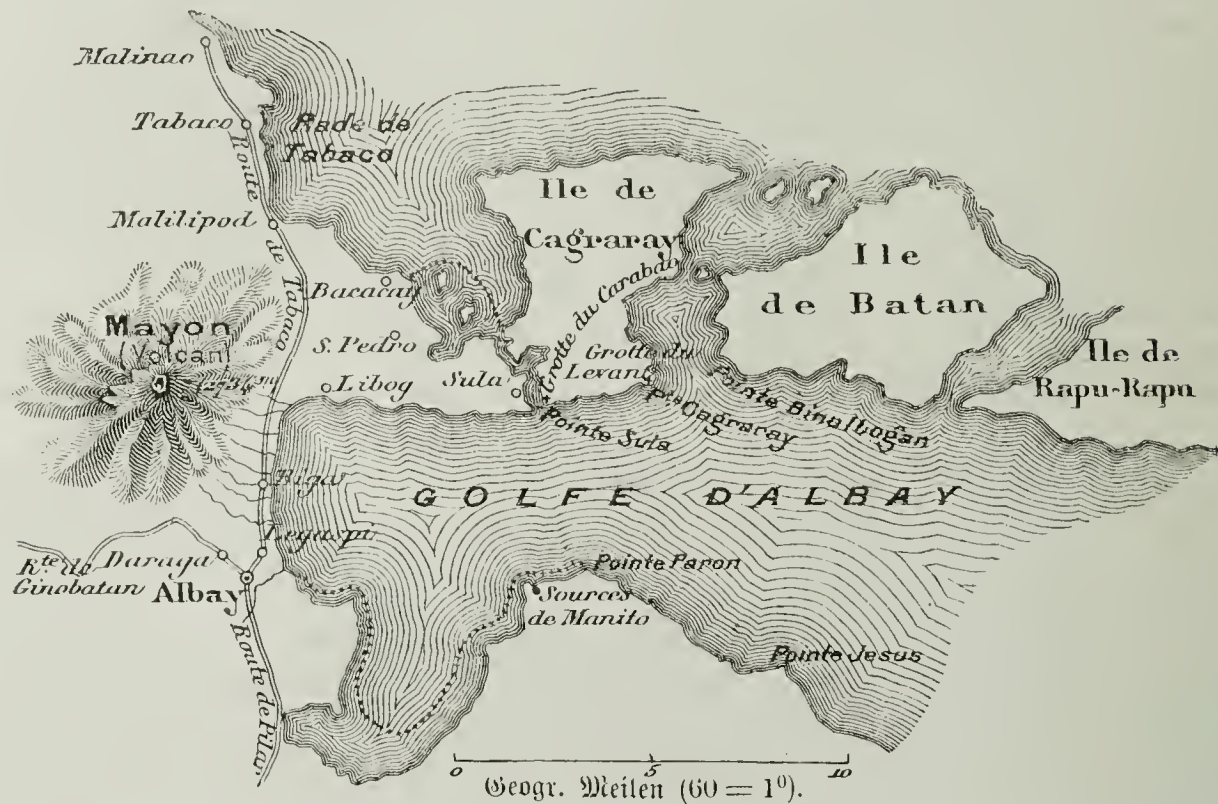 Malinao
Tabaco
Rade de
Tabaco
Route de Tabaco
Malilipod
Ile de
Cagraray
Ile
de Batan
Ile de
Rapu-Rapu
Bacacay
S. Pedro
Mayon
(Volcan)
Libog
Sula
Grotte du Carabao
Grotte du
Levant
Pointe Sula
Pte Cagraray
Pointe Binalbogan
GOLFE D'ALBAY
Bigaa
Legaspi
Daraga
Rte de
Ginobatan
Albay
Route de Pilar
Pointe Paron
Sources
de Manito
Pointe Jesus
0 5 10
Geogr. Meilen (60 = 1⁰).